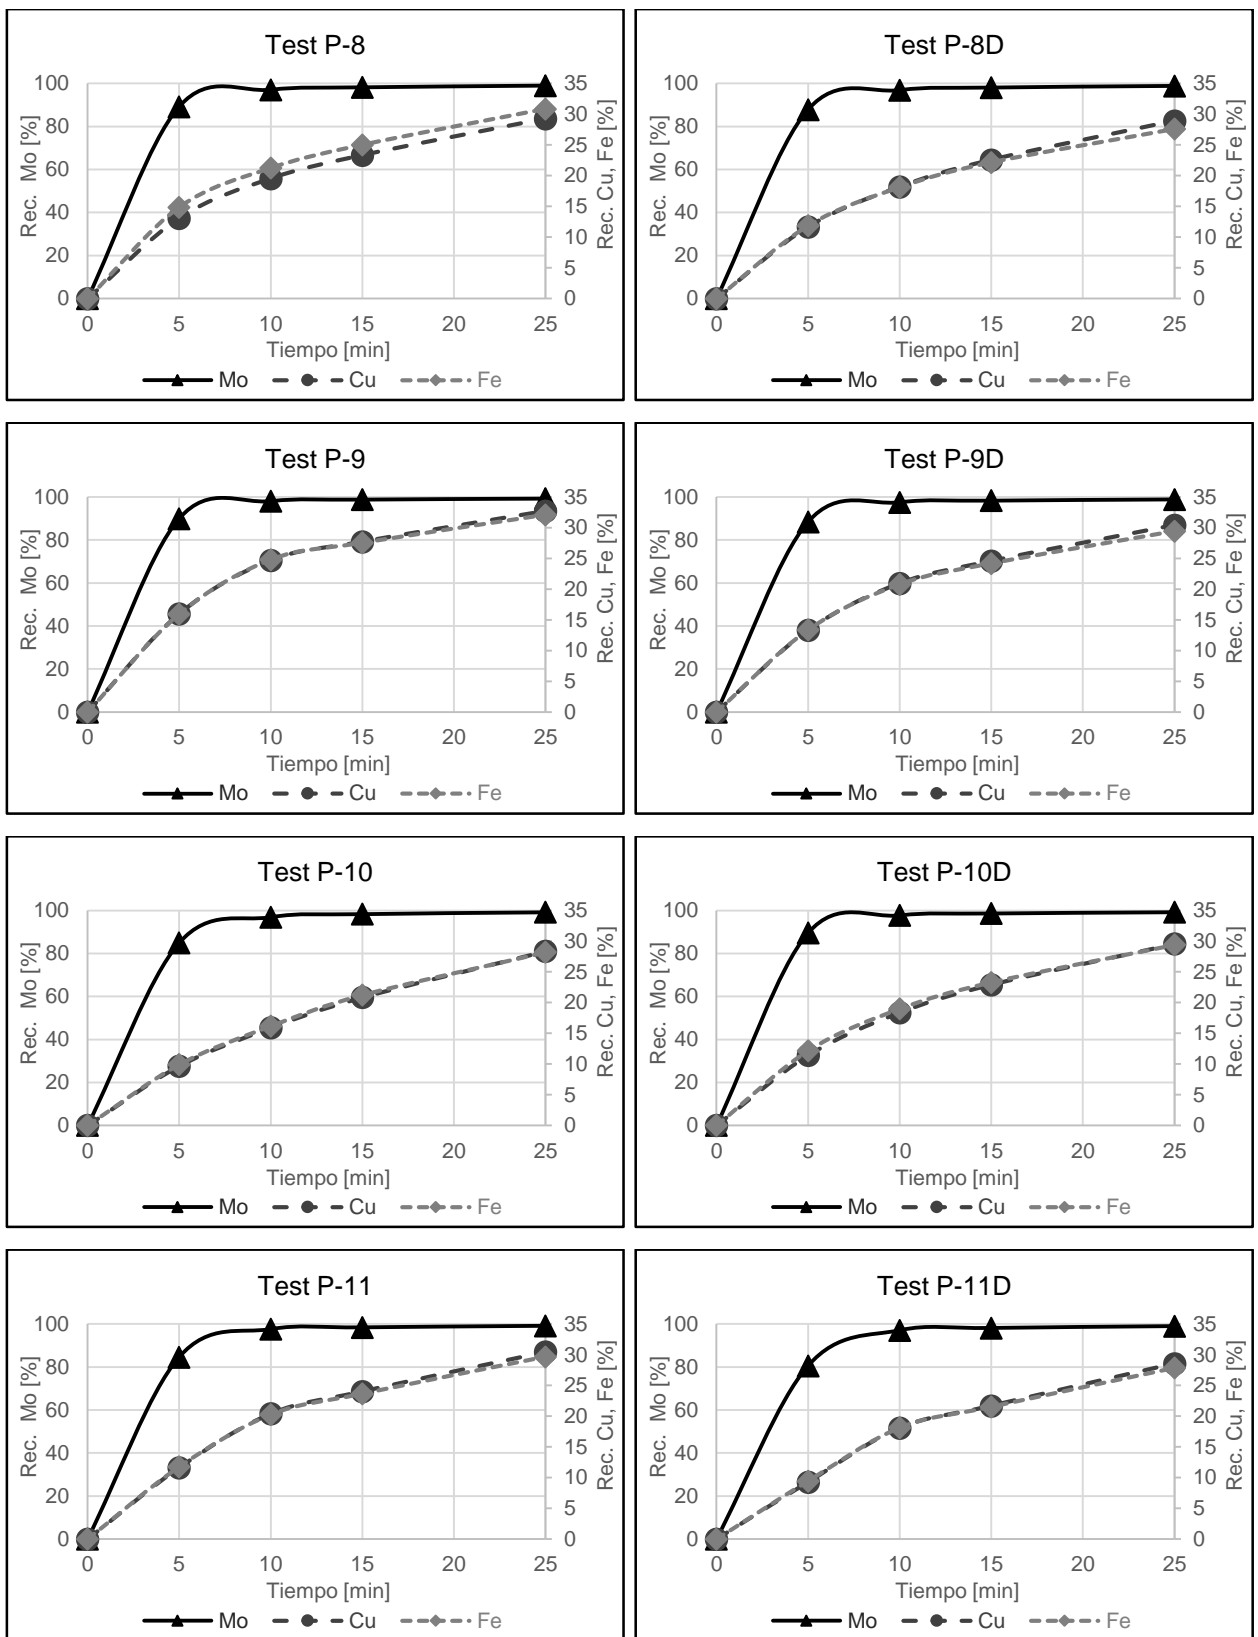 Test P-8
100
80
60
40
20
0
Rec. Mo [%]
35
30
25
20
15
10
5
0
Rec. Cu, Fe [%]
0 5 10 15 20 25
Tiempo [min]
Mo Cu Fe
Test P-8D
100
80
60
40
20
0
Rec. Mo [%]
35
30
25
20
15
10
5
0
Rec. Cu, Fe [%]
0 5 10 15 20 25
Tiempo [min]
Mo Cu Fe
Test P-9
100
80
60
40
20
0
Rec. Mo [%]
35
30
25
20
15
10
5
0
Rec. Cu, Fe [%]
0 5 10 15 20 25
Tiempo [min]
Mo Cu Fe
Test P-9D
100
80
60
40
20
0
Rec. Mo [%]
35
30
25
20
15
10
5
0
Rec. Cu, Fe [%]
0 5 10 15 20 25
Tiempo [min]
Mo Cu Fe
Test P-10
100
80
60
40
20
0
Rec. Mo [%]
35
30
25
20
15
10
5
0
Rec. Cu, Fe [%]
0 5 10 15 20 25
Tiempo [min]
Mo Cu Fe
Test P-10D
100
80
60
40
20
0
Rec. Mo [%]
35
30
25
20
15
10
5
0
Rec. Cu, Fe [%]
0 5 10 15 20 25
Tiempo [min]
Mo Cu Fe
Test P-11
100
80
60
40
20
0
Rec. Mo [%]
35
30
25
20
15
10
5
0
Rec. Cu, Fe [%]
0 5 10 15 20 25
Tiempo [min]
Mo Cu Fe
Test P-11D
100
80
60
40
20
0
Rec. Mo [%]
35
30
25
20
15
10
5
0
Rec. Cu, Fe [%]
0 5 10 15 20 25
Tiempo [min]
Mo Cu Fe